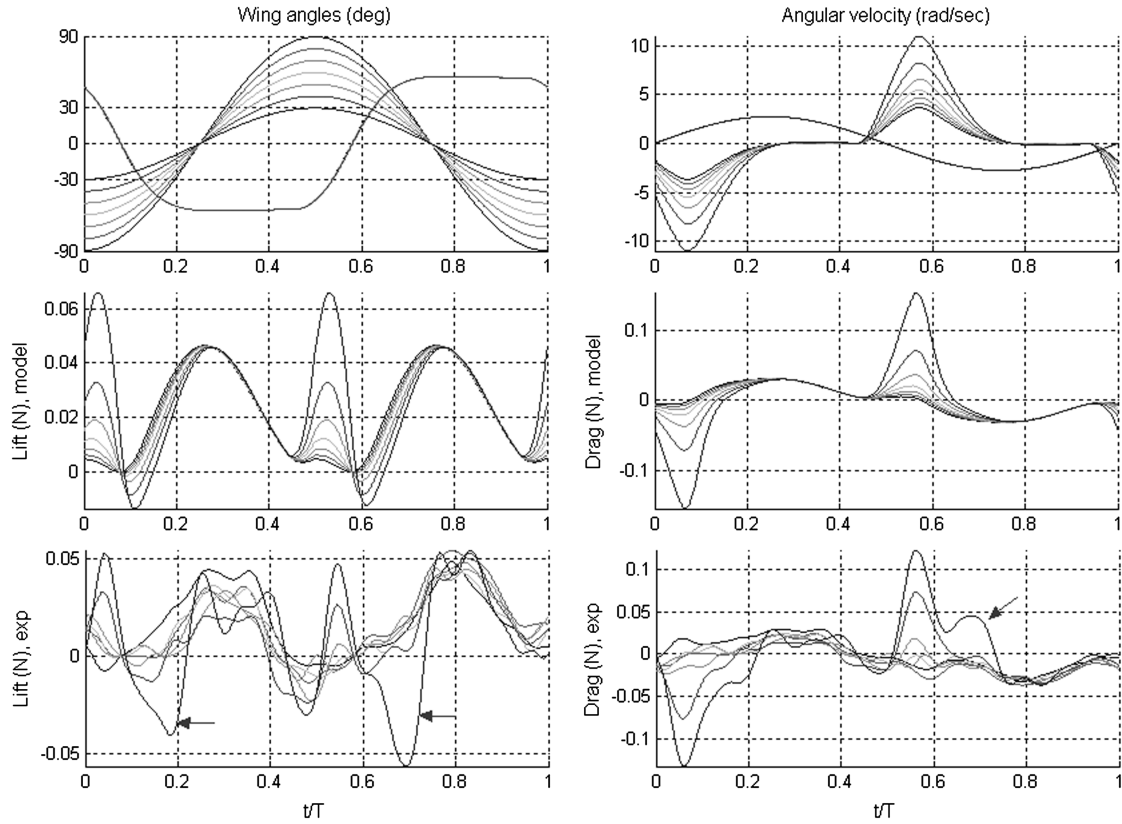 Wing angles (deg)
90
30
0
-30
-90
0 0.2 0.4 0.6 0.8 1
Angular velocity (rad/sec)
10
5
0
-5
-10
0 0.2 0.4 0.6 0.8 1
Lift (N), model
0.06
0.04
0.02
0
0 0.2 0.4 0.6 0.8 1
Drag (N), model
0.1
0
-0.1
0 0.2 0.4 0.6 0.8 1
Lift (N), exp
0.05
0
-0.05
0 0.2 0.4 0.6 0.8 1
t/T
Drag (N), exp
0.1
0.05
0
-0.05
-0.1
0 0.2 0.4 0.6 0.8 1
t/T